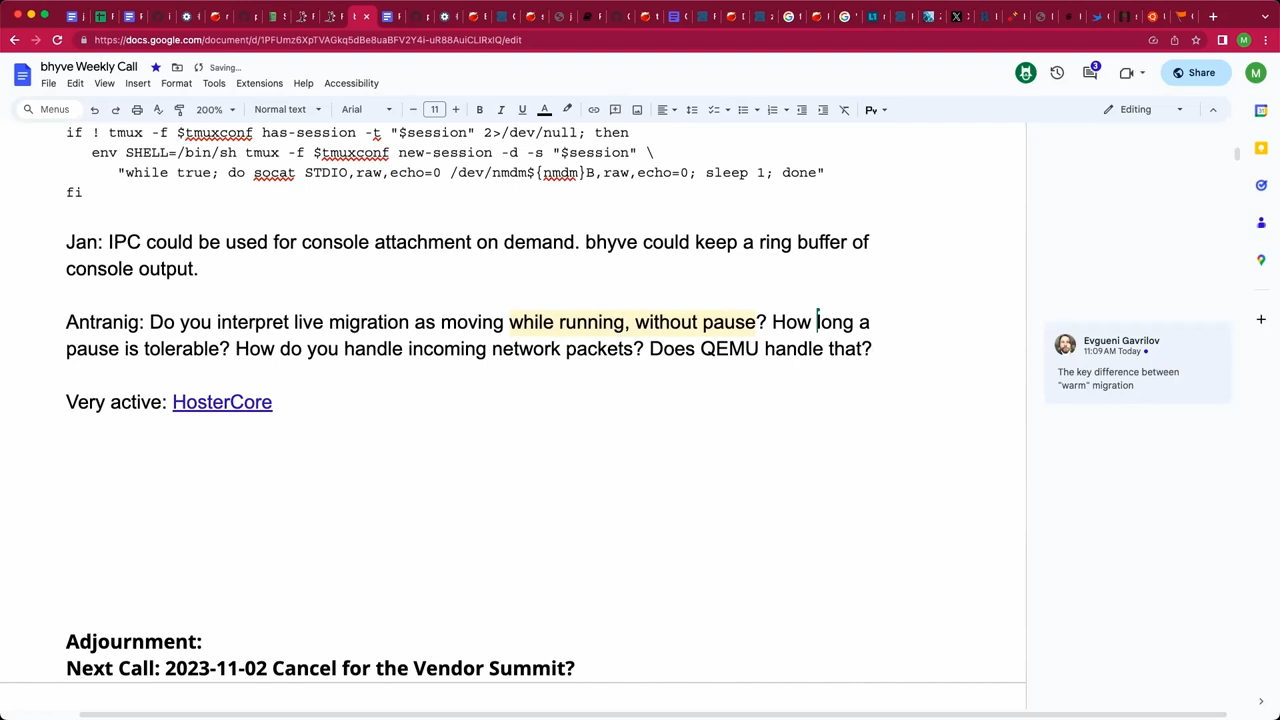 https://docs.google.com/document/d/1PFUmz6XpTVAGkq5dBe8uaBFV2Y4i-uR88AuiCLIRxlQ/edit
bhyve Weekly Call
Saving...
File Edit View Insert Format Tools Extensions Help Accessibility
3
Share
M
Menus
200%
Normal text
Arial
11
Editing
if ! tmux -f $tmuxconf has-session -t "$session" 2>/dev/null; then
env SHELL=/bin/sh tmux -f $tmuxconf new-session -d -s "$session" \
"while true; do socat STDIO,raw,echo=0 /dev/nmdm${nmdm}B,raw,echo=0; sleep 1; done"
fi
Jan: IPC could be used for console attachment on demand. bhyve could keep a ring buffer of
console output.
Antranig: Do you interpret live migration as moving while running, without pause? How long a
pause is tolerable? How do you handle incoming network packets? Does QEMU handle that?
Very active: HosterCore
Evgueni Gavrilov
11:09 AM Today
The key difference between
"warm" migration
Adjournment:
Next Call: 2023-11-02 Cancel for the Vendor Summit?